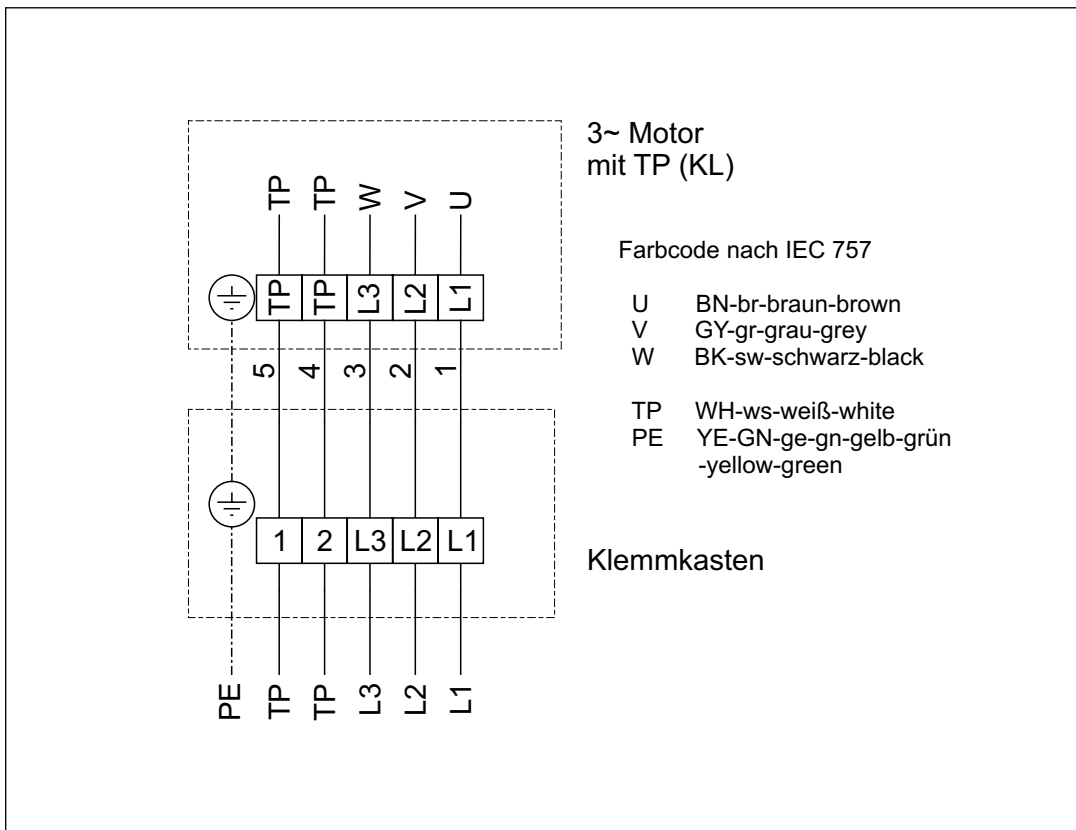 3~ Motor
mit TP (KL)
TP TP W V U
TP TP L3 L2 L1
5 4 3 2 1
Farbcode nach IEC 757
U BN-br-braun-brown
V GY-gr-grau-grey
W BK-sw-schwarz-black
TP WH-ws-weiß-white
PE YE-GN-ge-gn-gelb-grün
-yellow-green
1 2 L3 L2 L1
Klemmkasten
PE TP TP L3 L2 L1